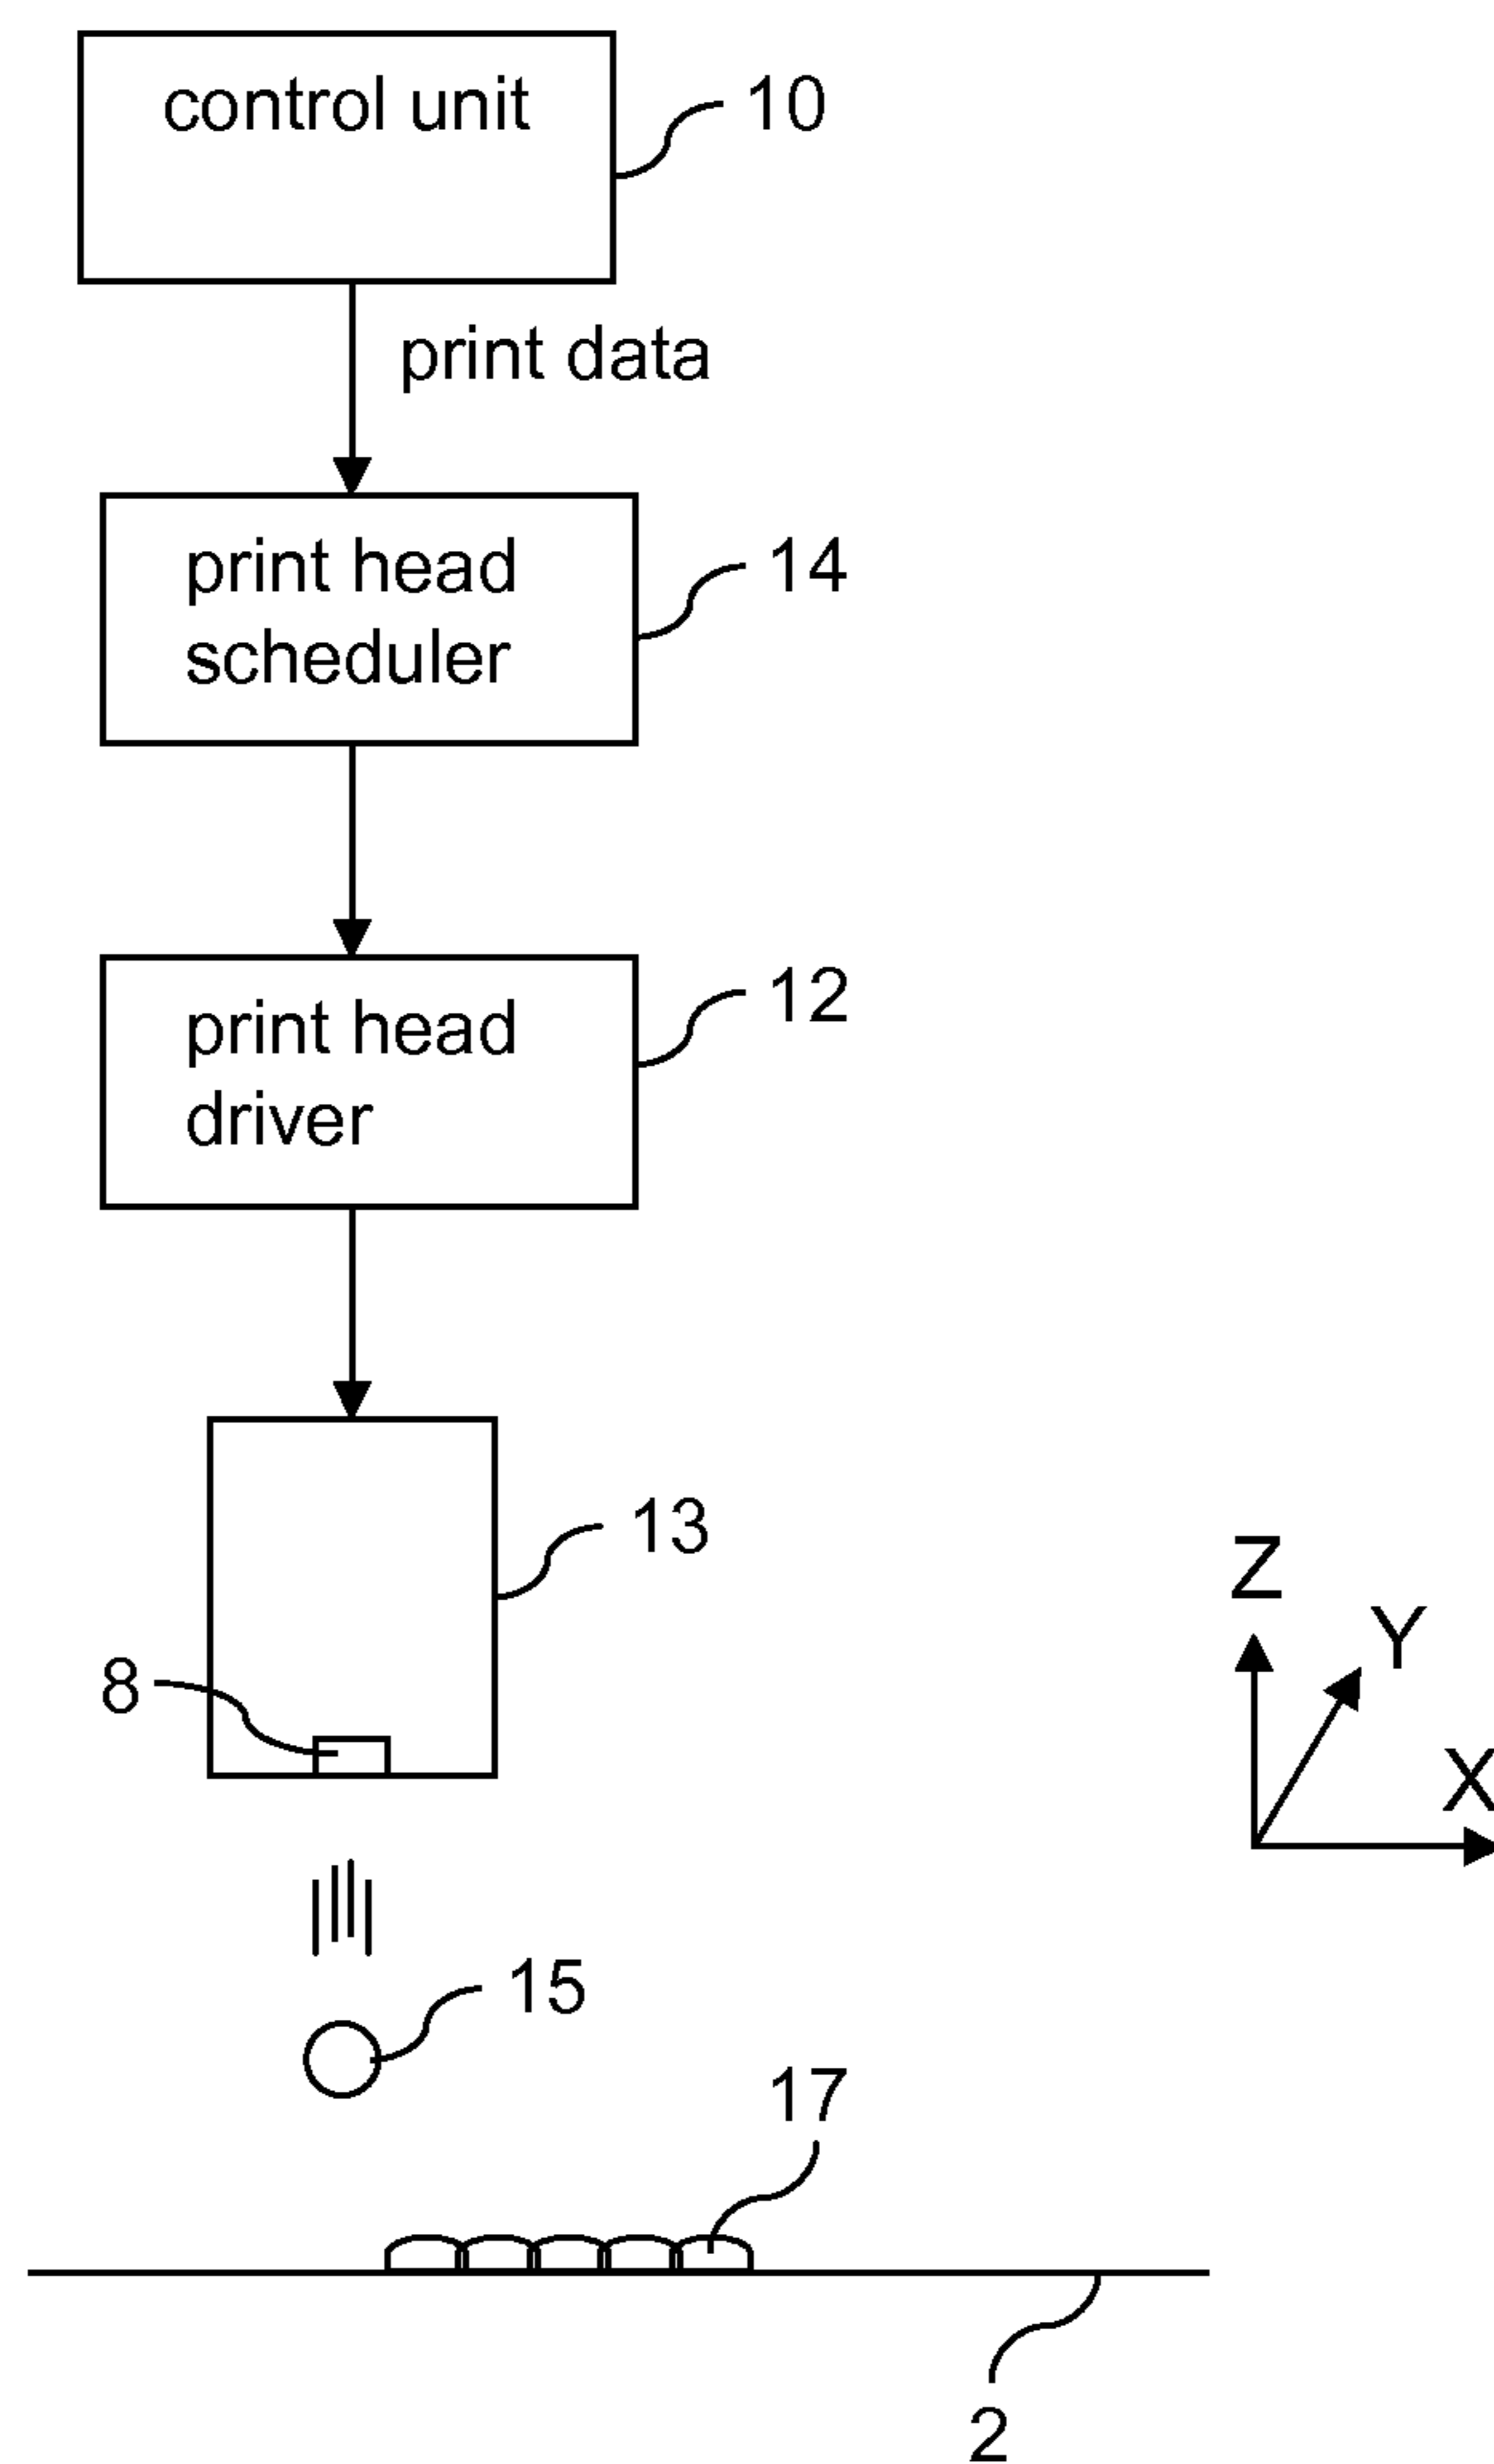 control unit
10
print data
print head
scheduler
14
print head
driver
12
13
8
Z
Y
X
15
17
2